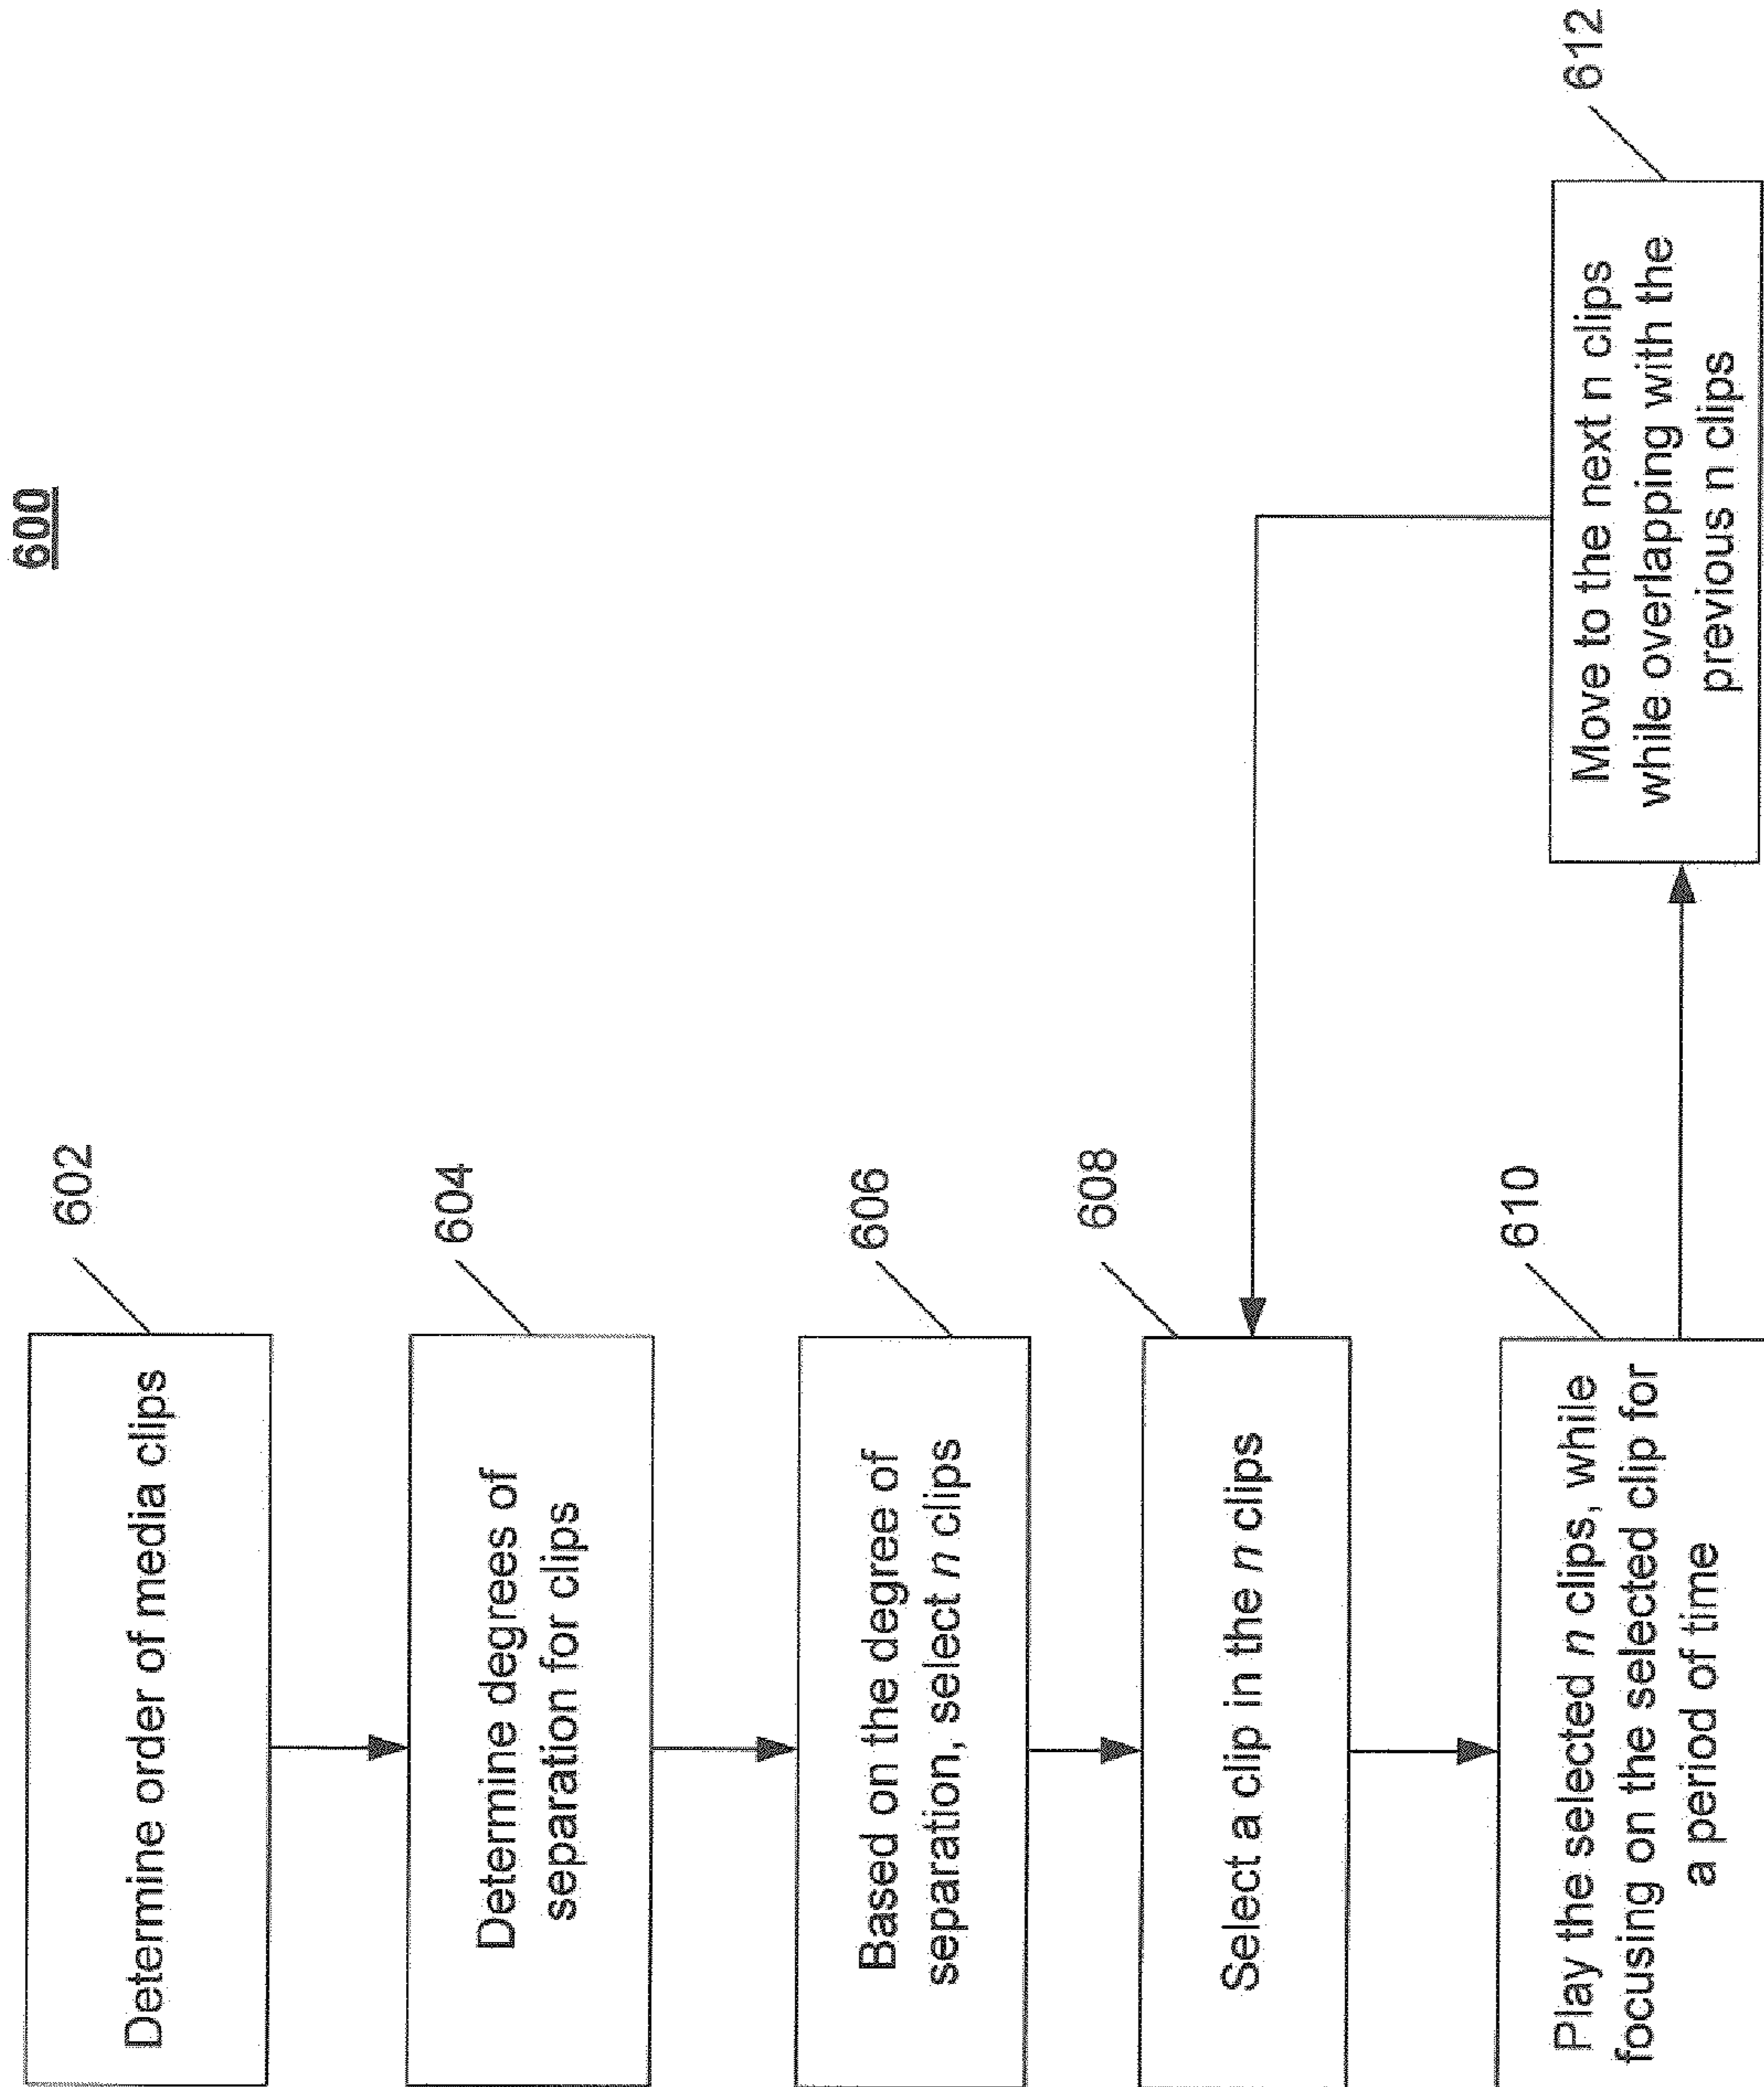 600
602
Determine order of media clips
604
Determine degrees of
separation for clips
606
Based on the degree of
separation, select n clips
608
Select a clip in the n clips
610
Play the selected n clips, while
focusing on the selected clip for
a period of time
612
Move to the next n clips
while overlapping with the
previous n clips